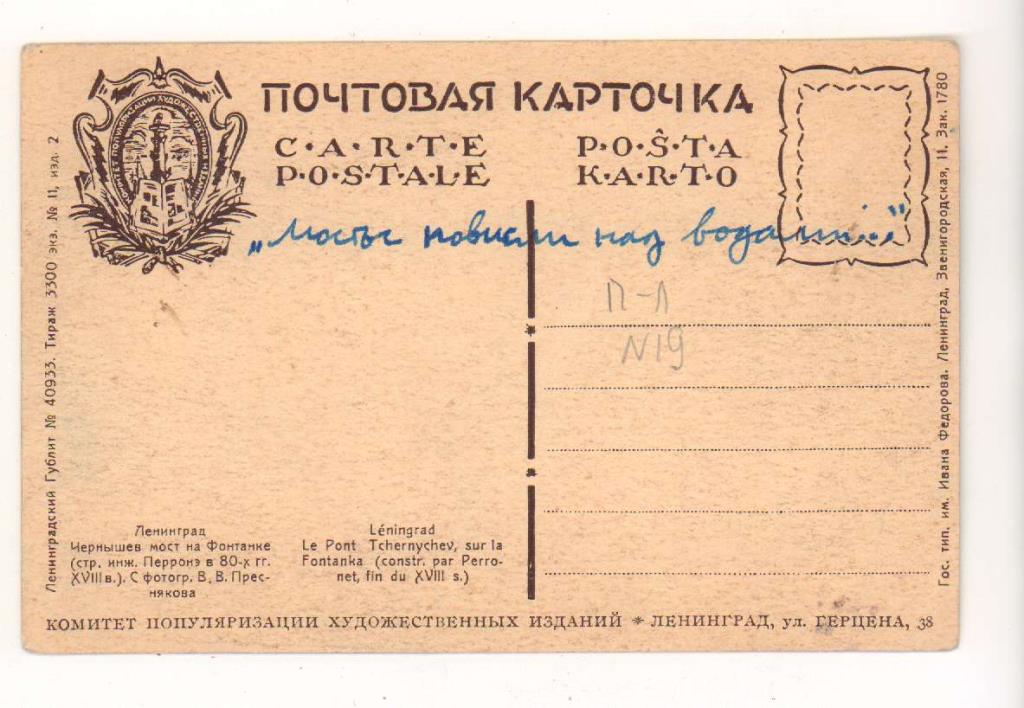 ПОЧТОВАЯ КАРТОЧКА
C·A·R·T·E
P·O·S·T·A·L·E
P·O·Ŝ·T·A
K·A·R·T·O
„Мосты повисли над водами..."
П-Л
N19
Ленинградский Гублит № 40933. Тираж 3300 экз. № 11, изд. 2
Ленинград
Чернышев мост на Фонтанке
(стр. инж. Перронэ в 80-х гг.
XVIII в.). С фотогр. В. В. Прес-
някова
Léningrad
Le Pont Tchernychev, sur la
Fontanka (constr. par Perro-
net, fin du XVIII s.)
Гос. тип. им. Ивана Федорова. Ленинград, Звенигородская, 11. Зак. 1780
КОМИТЕТ ПОПУЛЯРИЗАЦИИ ХУДОЖЕСТВЕННЫХ ИЗДАНИЙ * ЛЕНИНГРАД, ул. ГЕРЦЕНА, 38